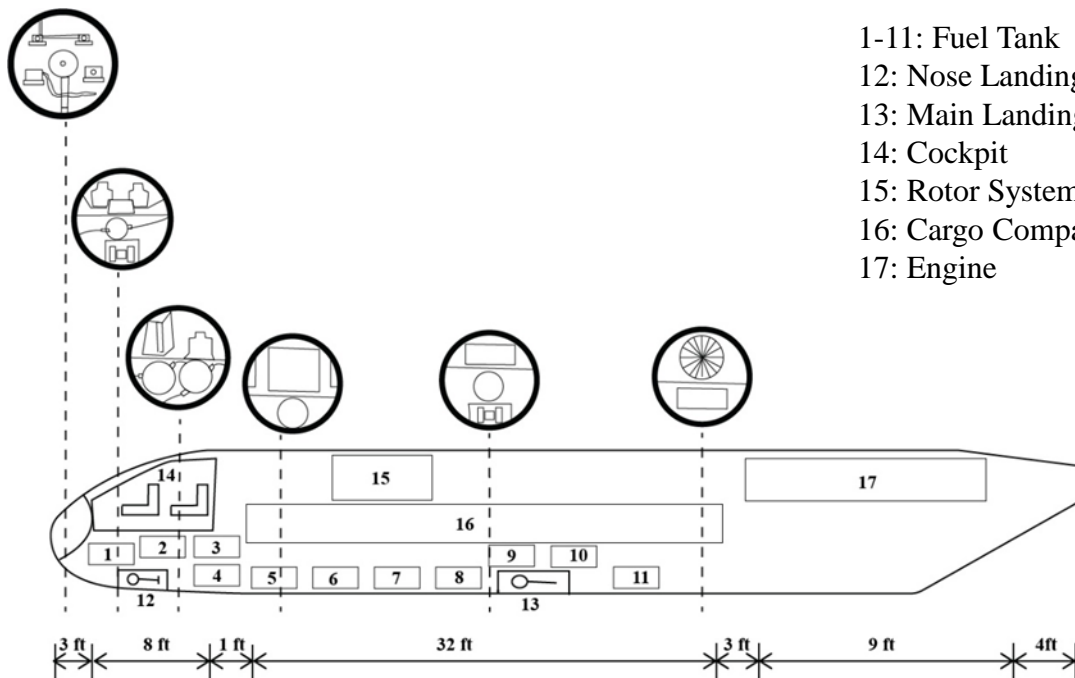 1-11: Fuel Tank
12: Nose Landing
13: Main Landing
14: Cockpit
15: Rotor System
16: Cargo Compa
17: Engine
14
15
17
16
1
2
3
9
10
4
5
6
7
8
11
12
13
3 ft
8 ft
1 ft
32 ft
3 ft
9 ft
4ft